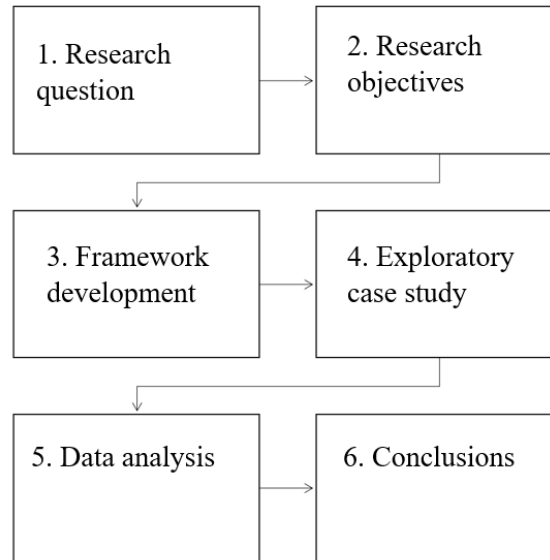 1. Research
question
2. Research
objectives
3. Framework
development
4. Exploratory
case study
5. Data analysis
6. Conclusions